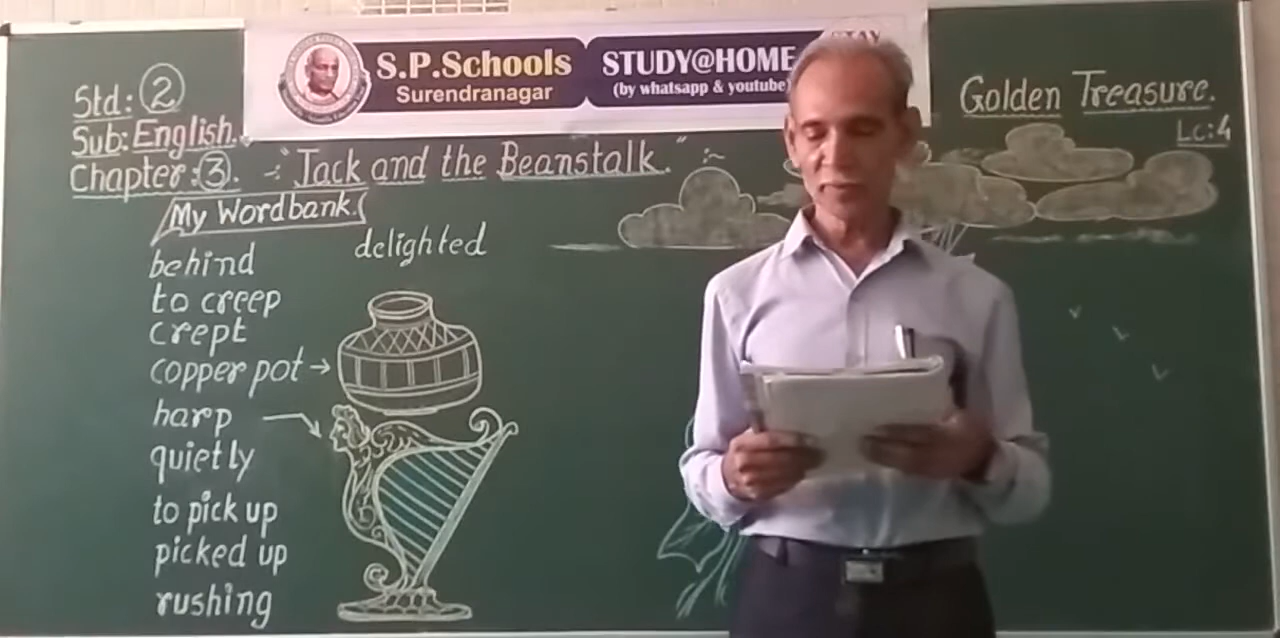 S.P.Schools
Surendranagar
STUDY@HOME
(by whatsapp & youtube)
Std: 2
Sub: English.
Chapter: 3. "Jack and the Beanstalk."
Golden Treasure.
Lc: 4
My Wordbank.
delighted
behind
to creep
crept
copper pot →
harp
quietly
to pick up
picked up
rushing